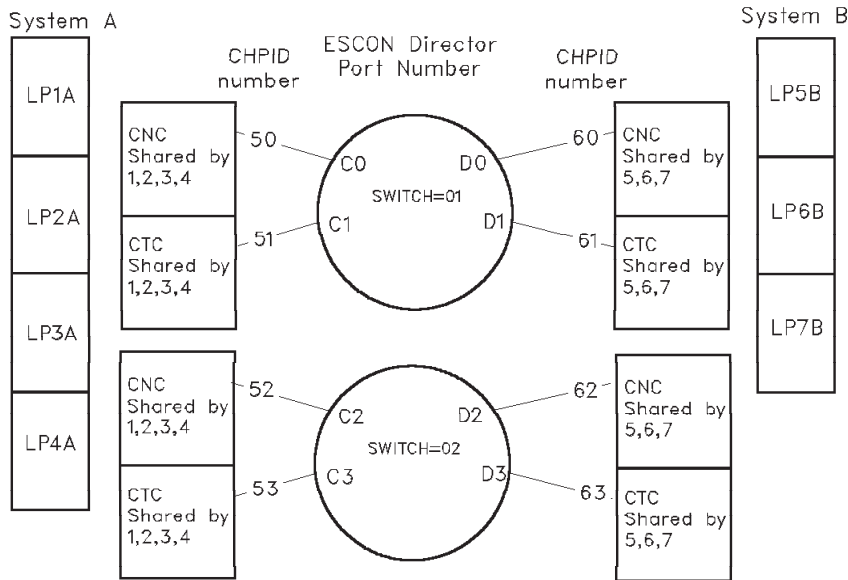 System A
System B
ESCON Director
Port Number
CHPID
number
CHPID
number
LP1A
LP2A
LP3A
LP4A
CNC
Shared by
1,2,3,4
CTC
Shared by
1,2,3,4
50
51
C0
D0
SWITCH=01
C1
D1
60
61
CNC
Shared by
5,6,7
CTC
Shared by
5,6,7
LP5B
LP6B
LP7B
CNC
Shared by
1,2,3,4
CTC
Shared by
1,2,3,4
52
53
C2
D2
SWITCH=02
C3
D3
62
63
CNC
Shared by
5,6,7
CTC
Shared by
5,6,7